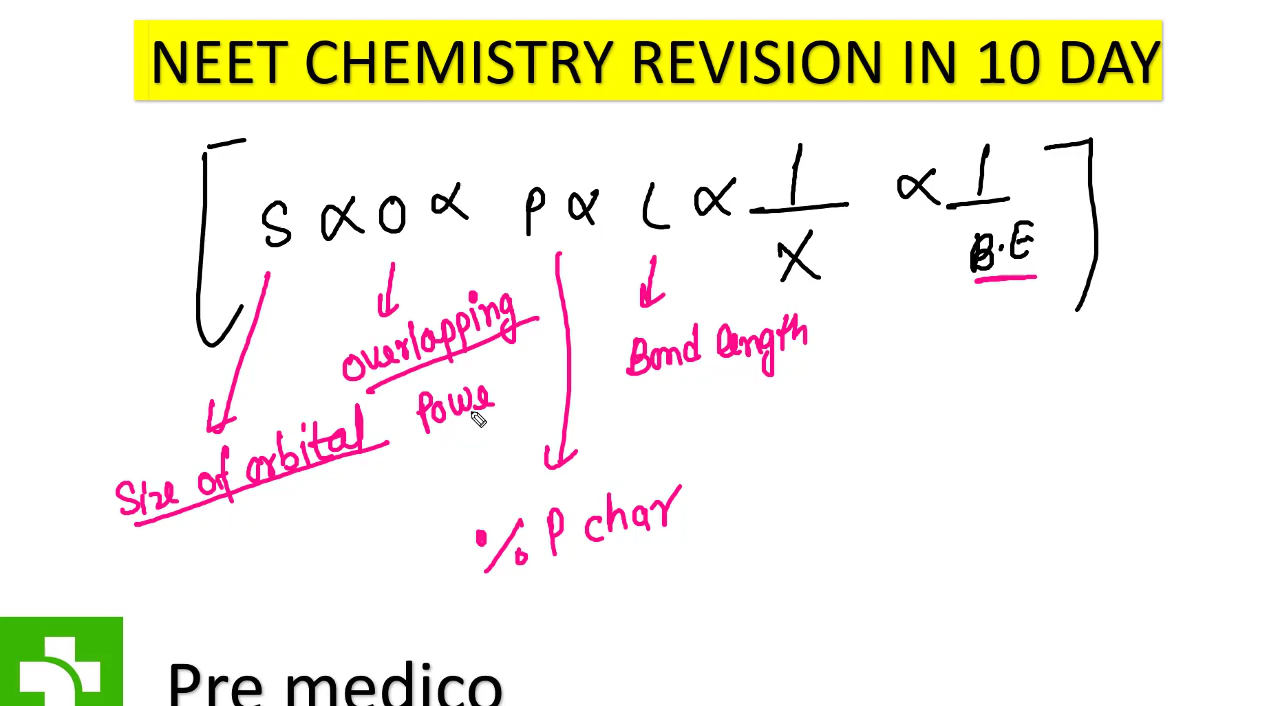 NEET CHEMISTRY REVISION IN 10 DAY
[ S ∝ O ∝ P ∝ L ∝ 1/X ∝ 1/B.E ]
overlapping
Powe
Bond length
Size of orbital
% P char
Pre medico